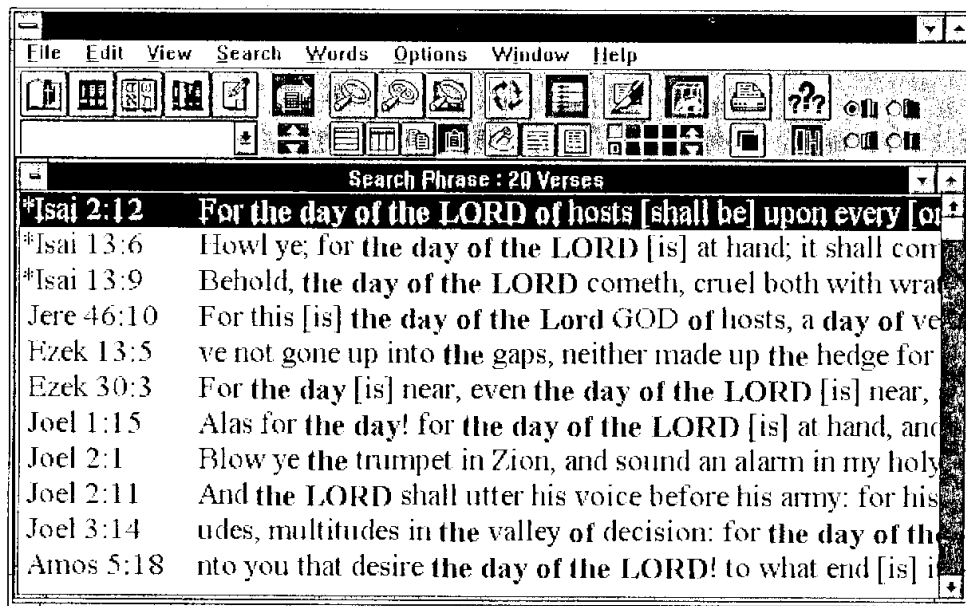 File Edit View Search Words Options Window Help
???
Search Phrase : 20 Verses
*Isai 2:12 For the day of the LORD of hosts [shall be] upon every [
*Isai 13:6 Howl ye; for the day of the LORD [is] at hand; it shall com
*Isai 13:9 Behold, the day of the LORD cometh, cruel both with wrat
Jere 46:10 For this [is] the day of the Lord GOD of hosts, a day of ve
Ezek 13:5 ve not gone up into the gaps, neither made up the hedge for
Ezek 30:3 For the day [is] near, even the day of the LORD [is] near,
Joel 1:15 Alas for the day! for the day of the LORD [is] at hand, and
Joel 2:1 Blow ye the trumpet in Zion, and sound an alarm in my holy
Joel 2:11 And the LORD shall utter his voice before his army: for his
Joel 3:14 udes, multitudes in the valley of decision: for the day of the
Amos 5:18 nto you that desire the day of the LORD! to what end [is] i